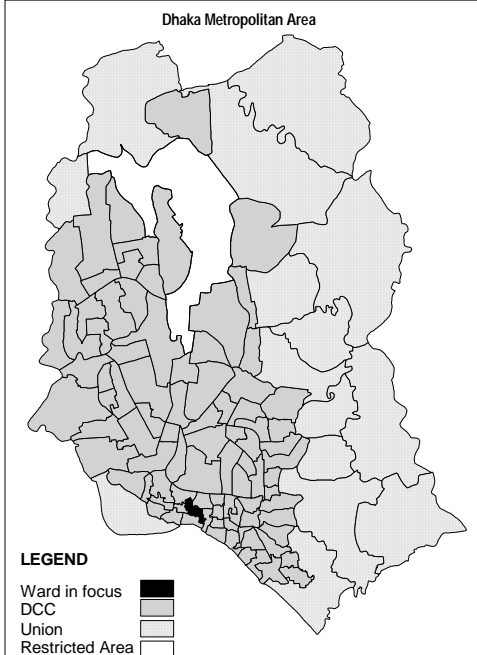 Dhaka Metropolitan Area
LEGEND
Ward in focus
DCC
Union
Restricted Area